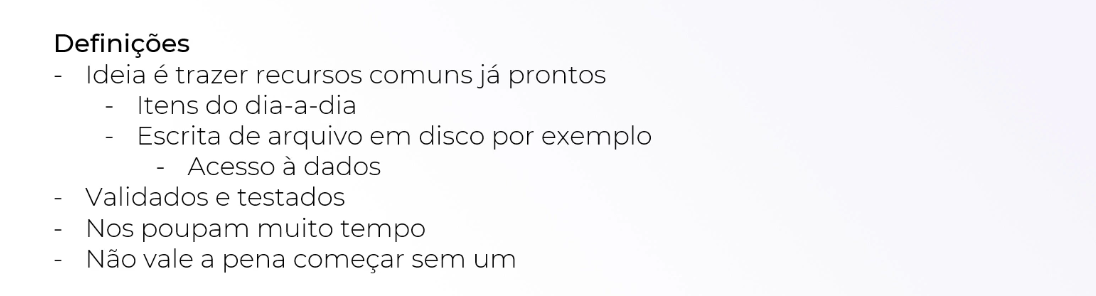 Definições
- Ideia é trazer recursos comuns já prontos
- Itens do dia-a-dia
- Escrita de arquivo em disco por exemplo
- Acesso à dados
- Validados e testados
- Nos poupam muito tempo
- Não vale a pena começar sem um